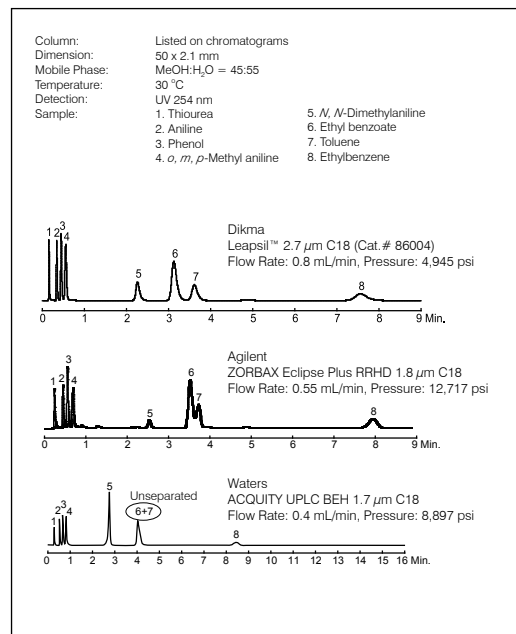 Column: Listed on chromatograms
Dimension: 50 x 2.1 mm
Mobile Phase: MeOH:H₂O = 45:55
Temperature: 30 °C
Detection: UV 254 nm
Sample: 1. Thiourea 5. N, N-Dimethylaniline
2. Aniline 6. Ethyl benzoate
3. Phenol 7. Toluene
4. o, m, p-Methyl aniline 8. Ethylbenzene
Dikma
Leapsil™ 2.7 µm C18 (Cat.# 86004)
Flow Rate: 0.8 mL/min, Pressure: 4,945 psi
1 2 3 4 5 6 7 8
0 1 2 3 4 5 6 7 8 9 Min.
Agilent
ZORBAX Eclipse Plus RRHD 1.8 µm C18
Flow Rate: 0.55 mL/min, Pressure: 12,717 psi
1 2 3 4 5 6 7 8
0 1 2 3 4 5 6 7 8 9 Min.
Waters
ACQUITY UPLC BEH 1.7 µm C18
Flow Rate: 0.4 mL/min, Pressure: 8,897 psi
Unseparated
1 2 3 4 5 6+7 8
0 1 2 3 4 5 6 7 8 9 10 11 12 13 14 15 16 Min.